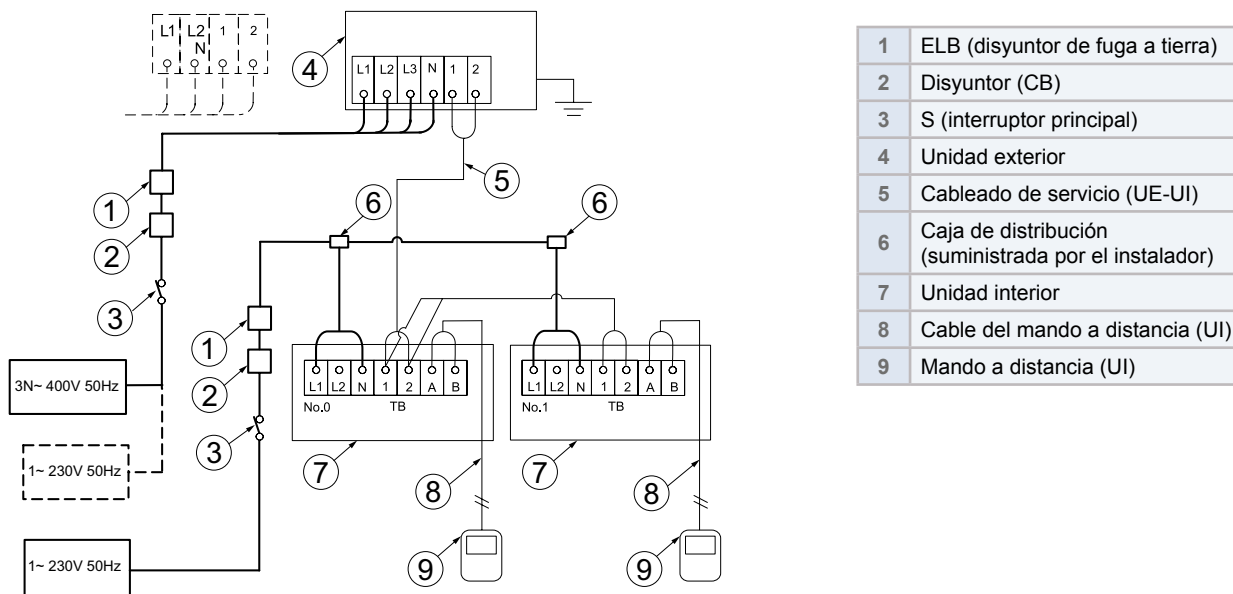 L1 L2 1 2
N
4
L1 L2 L3 N 1 2
5
1
2
3
6
6
1
2
3
3N~ 400V 50Hz
1~ 230V 50Hz
1~ 230V 50Hz
L1 L2 N 1 2 A B
No.0 TB
7
8
9
L1 L2 N 1 2 A B
No.1 TB
7
8
9
1 ELB (disyuntor de fuga a tierra)
2 Disyuntor (CB)
3 S (interruptor principal)
4 Unidad exterior
5 Cableado de servicio (UE-UI)
6 Caja de distribución
(suministrada por el instalador)
7 Unidad interior
8 Cable del mando a distancia (UI)
9 Mando a distancia (UI)